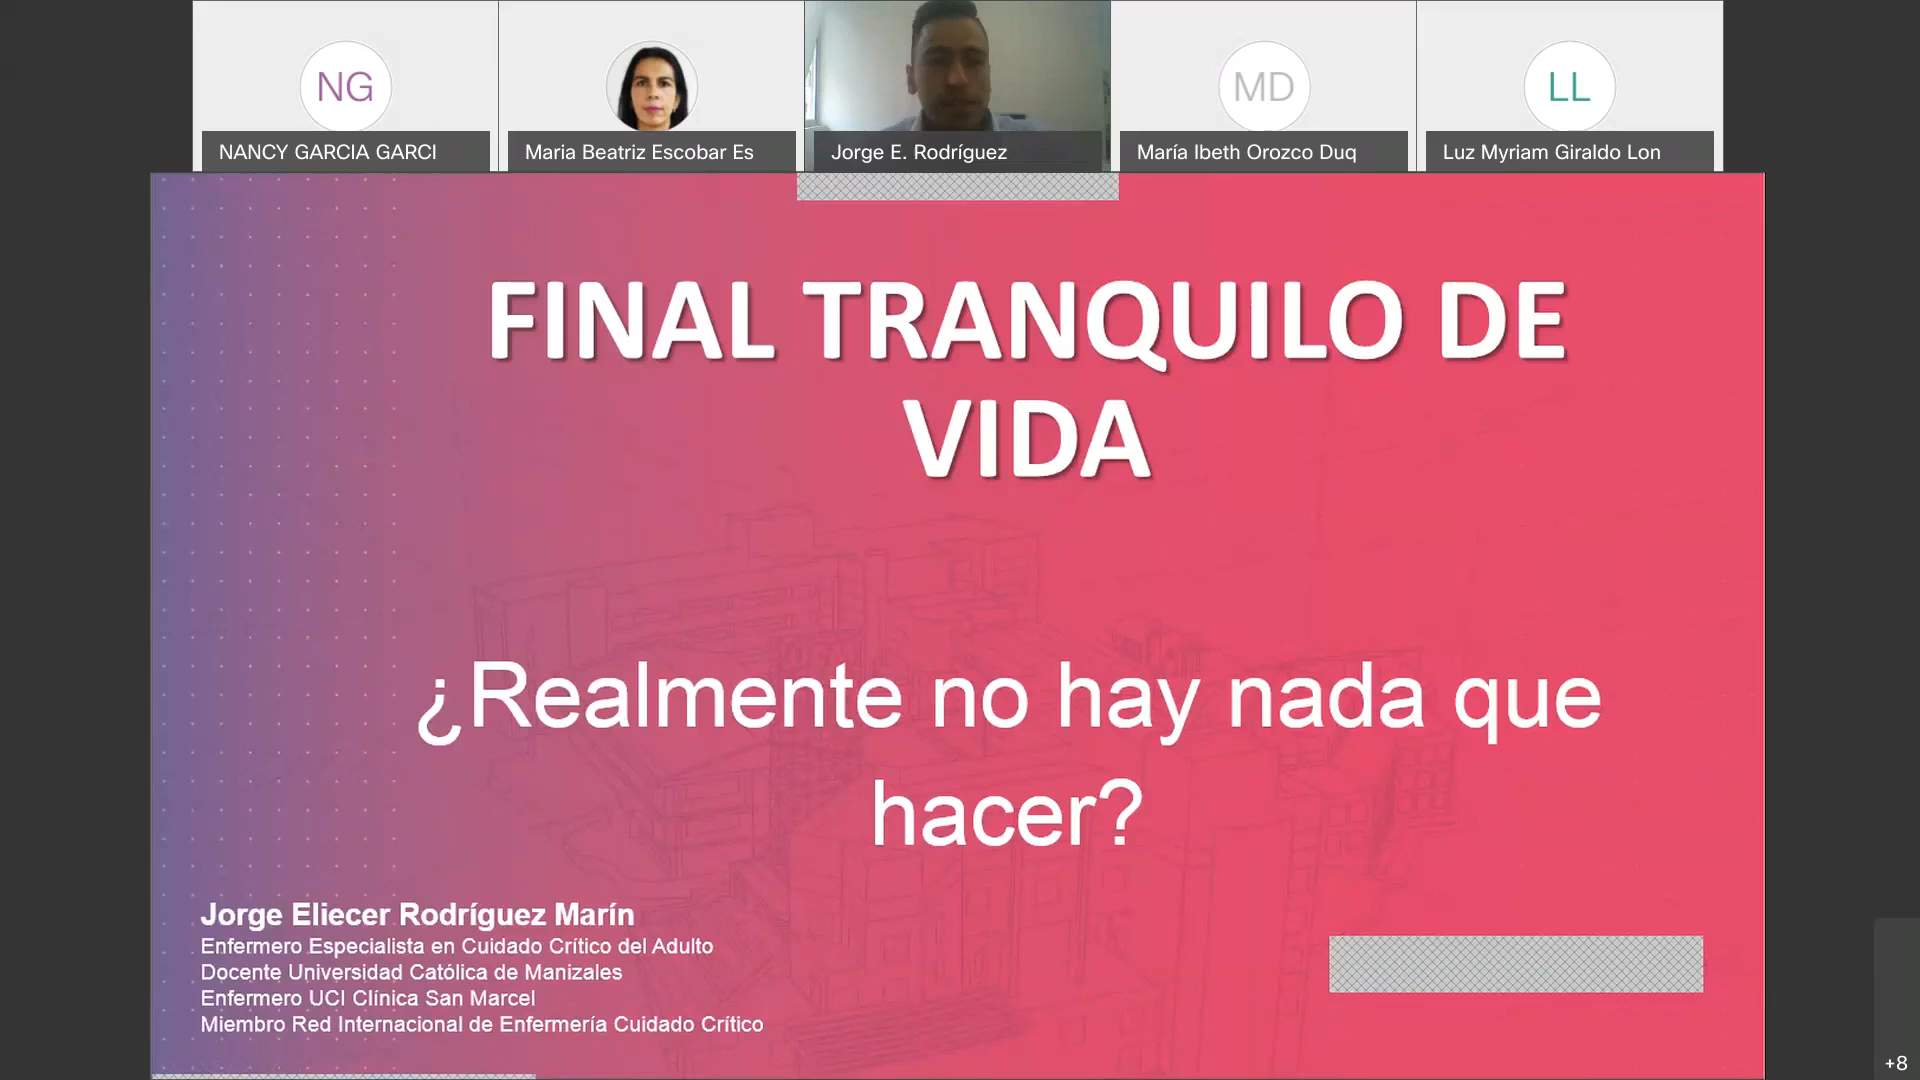 NG
NANCY GARCIA GARCI
Maria Beatriz Escobar Es
Jorge E. Rodríguez
MD
María Ibeth Orozco Duq
LL
Luz Myriam Giraldo Lon
FINAL TRANQUILO DE
VIDA
¿Realmente no hay nada que
hacer?
Jorge Eliecer Rodríguez Marín
Enfermero Especialista en Cuidado Crítico del Adulto
Docente Universidad Católica de Manizales
Enfermero UCI Clínica San Marcel
Miembro Red Internacional de Enfermería Cuidado Crítico
+8